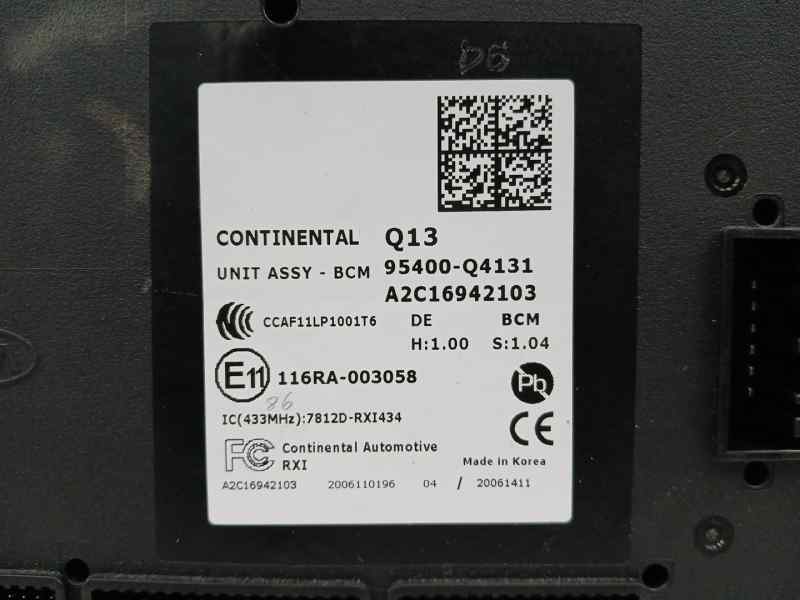 CONTINENTAL Q13
UNIT ASSY - BCM 95400-Q4131
A2C16942103
CCAF11LP1001T6 DE BCM
H:1.00 S:1.04
E11 116RA-003058 Pb
86
IC(433MHz):7812D-RXI434
CE
FC Continental Automotive
RXI
Made in Korea
A2C16942103 2006110196 04 / 20061411